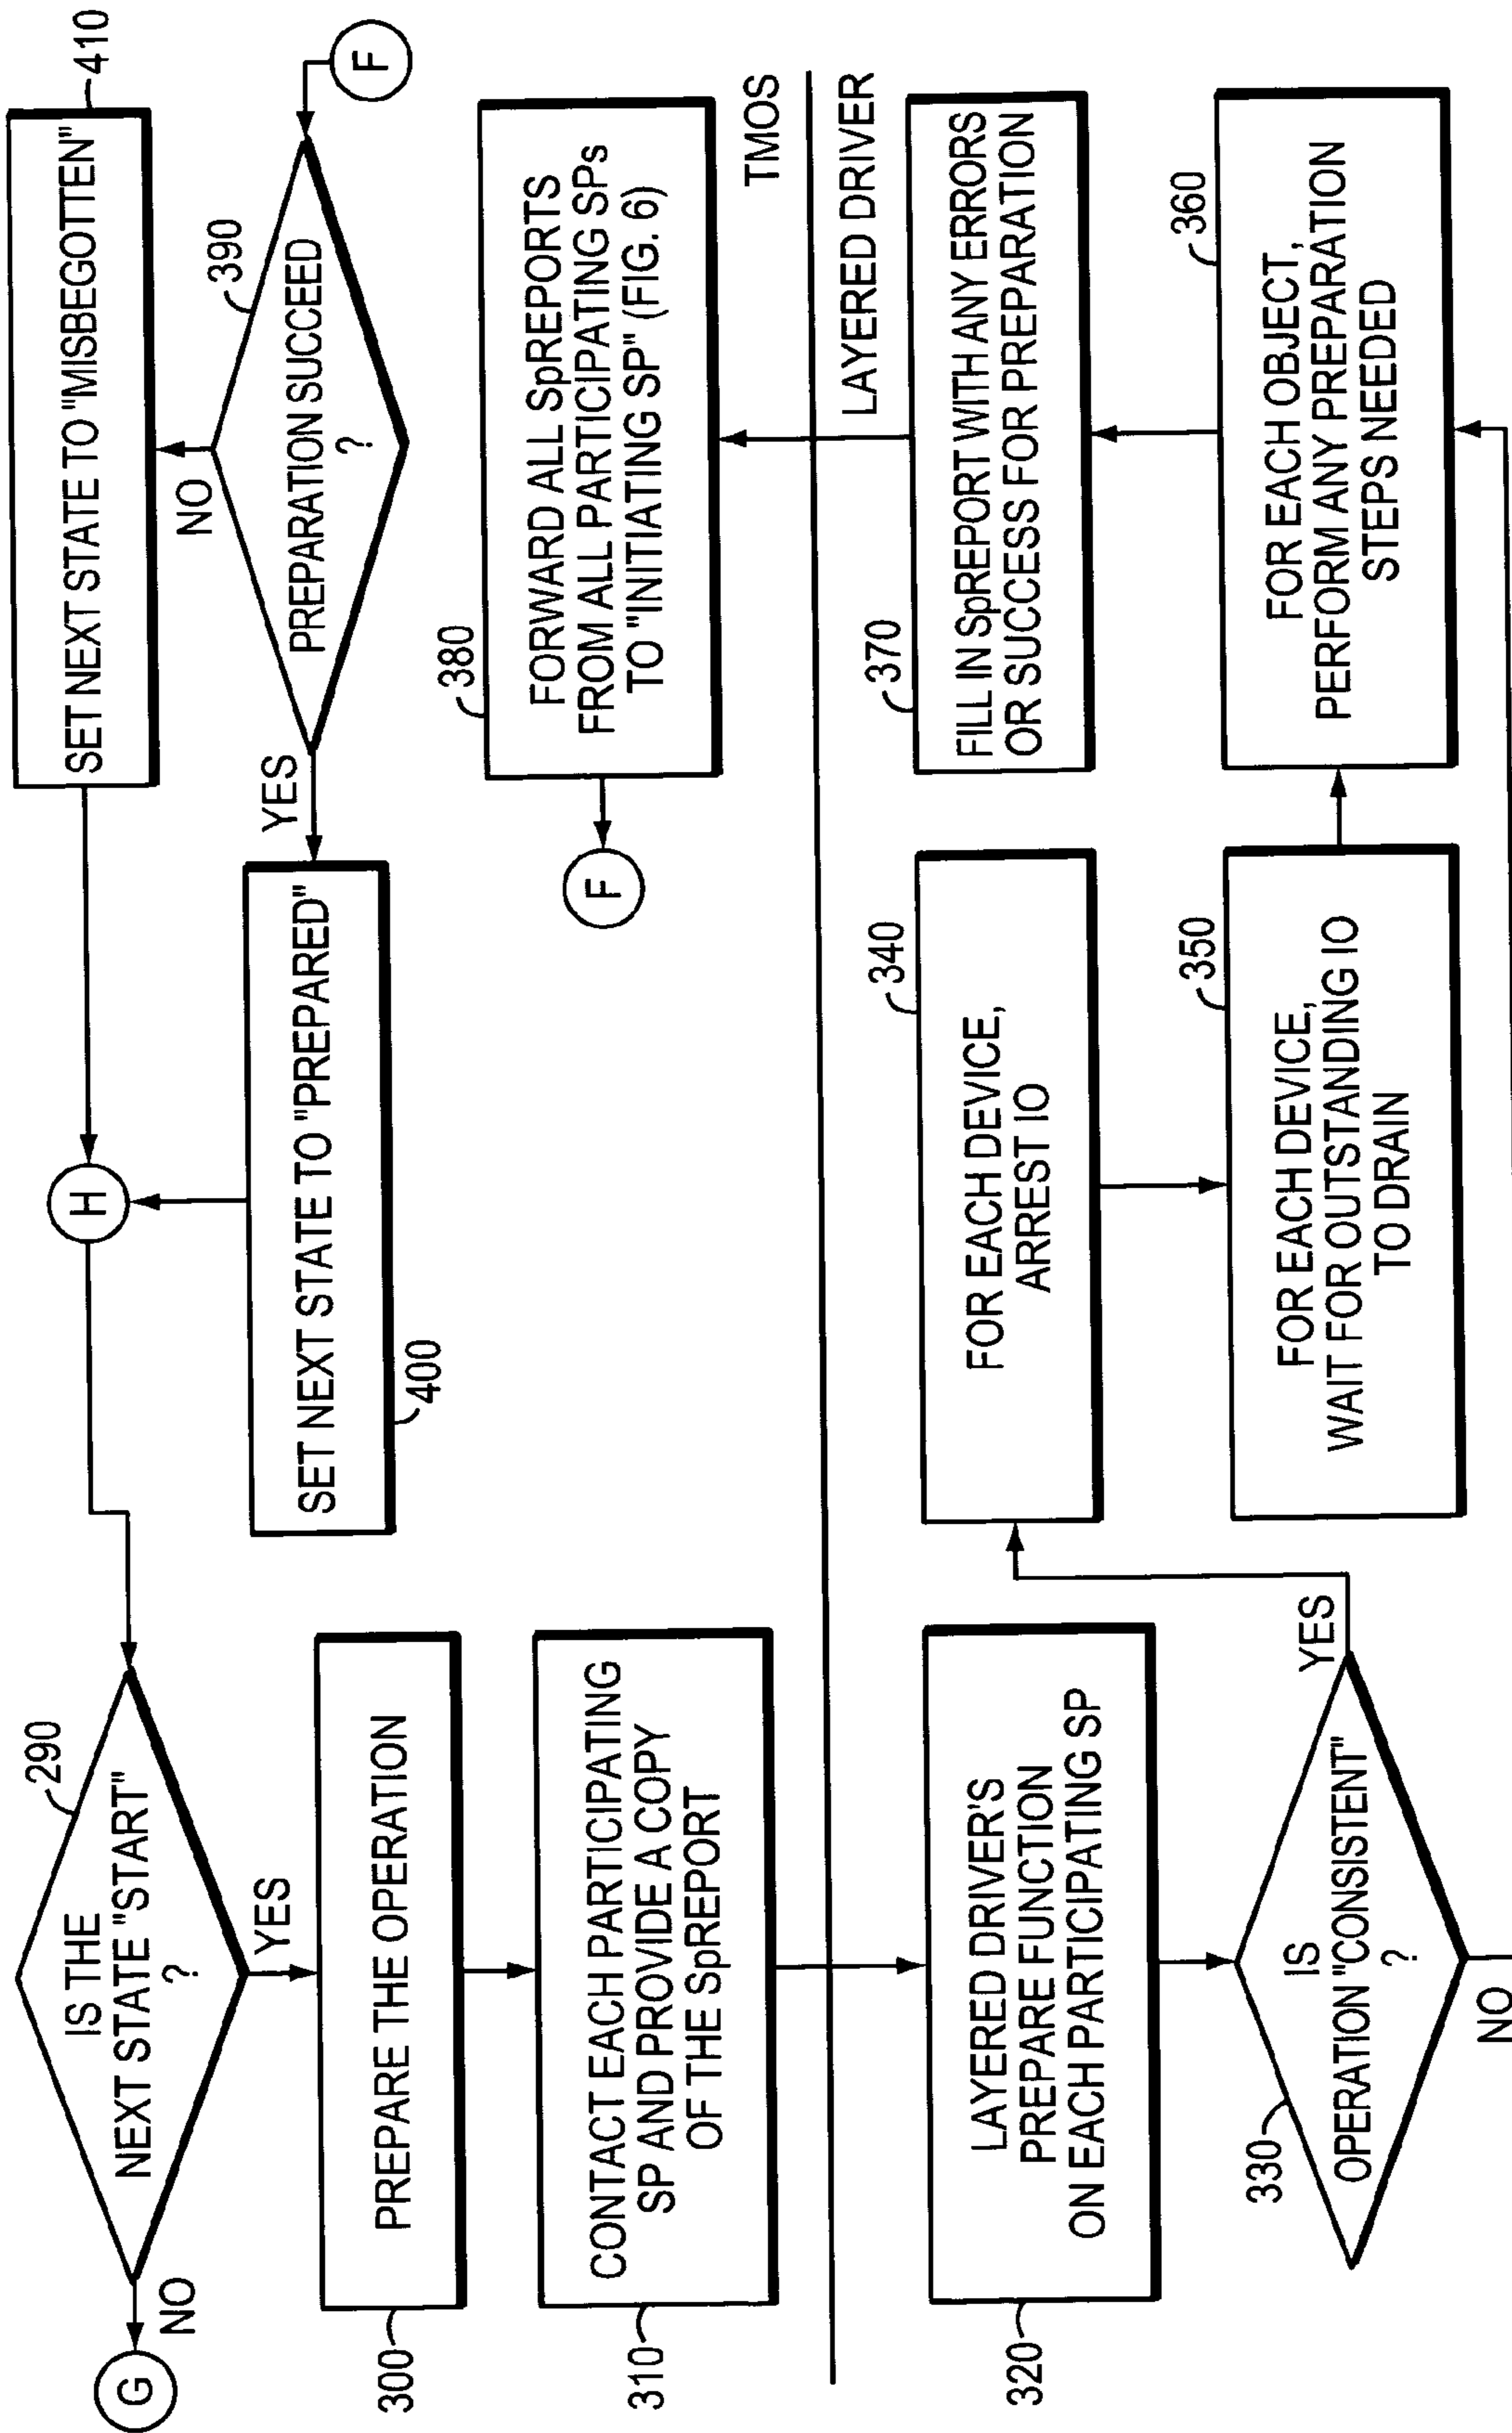 290
IS THE
NEXT STATE "START"
?
NO
G
YES
300
PREPARE THE OPERATION
310
CONTACT EACH PARTICIPATING
SP AND PROVIDE A COPY
OF THE SpREPORT
320
LAYERED DRIVER'S
PREPARE FUNCTION
ON EACH PARTICIPATING SP
330
IS
OPERATION "CONSISTENT"
?
YES
NO
340
FOR EACH DEVICE,
ARREST IO
350
FOR EACH DEVICE,
WAIT FOR OUTSTANDING IO
TO DRAIN
360
FOR EACH OBJECT,
PERFORM ANY PREPARATION
STEPS NEEDED
370
FILL IN SpREPORT WITH ANY ERRORS
OR SUCCESS FOR PREPARATION
TMOS
LAYERED DRIVER
380
FORWARD ALL SpREPORTS
FROM ALL PARTICIPATING SPs
TO "INITIATING SP" (FIG. 6)
F
F
390
PREPARATION SUCCEED
?
NO
YES
400
SET NEXT STATE TO "PREPARED"
410
SET NEXT STATE TO "MISBEGOTTEN"
H